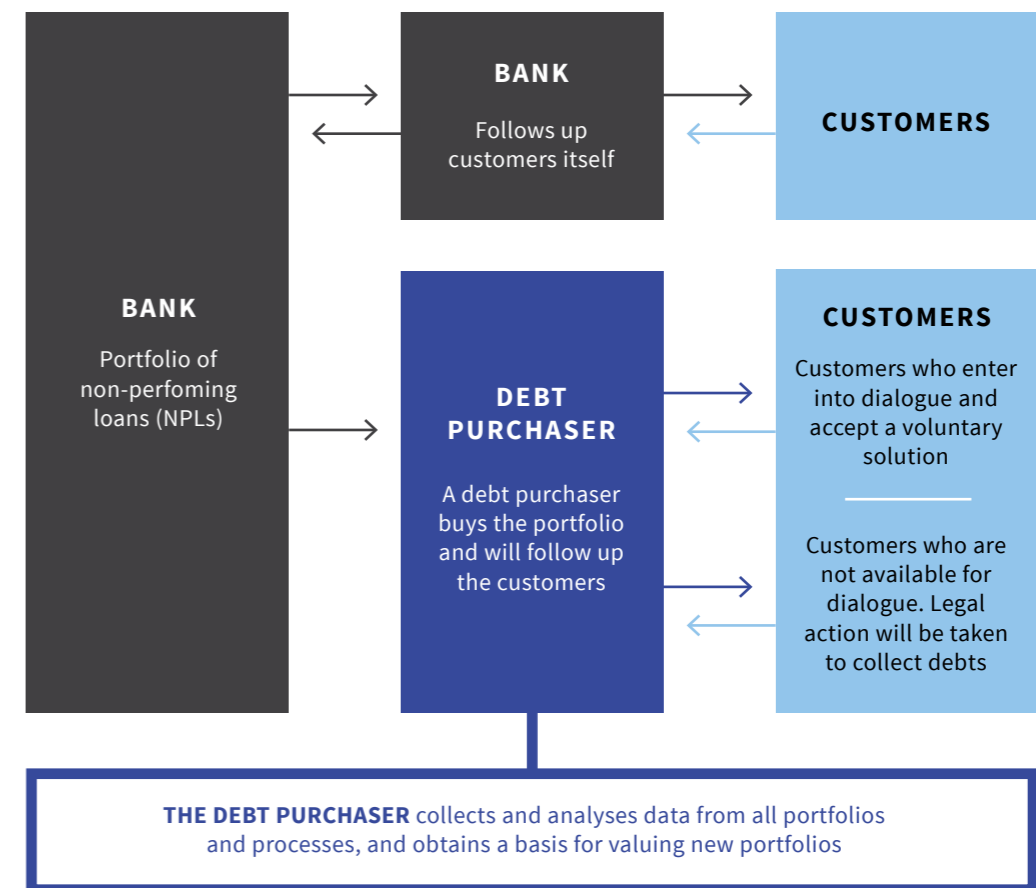 BANK
Portfolio of
non-perfoming
loans (NPLs)
BANK
Follows up
customers itself
CUSTOMERS
DEBT
PURCHASER
A debt purchaser
buys the portfolio
and will follow up
the customers
CUSTOMERS
Customers who enter
into dialogue and
accept a voluntary
solution
Customers who are
not available for
dialogue. Legal
action will be taken
to collect debts
THE DEBT PURCHASER collects and analyses data from all portfolios
and processes, and obtains a basis for valuing new portfolios